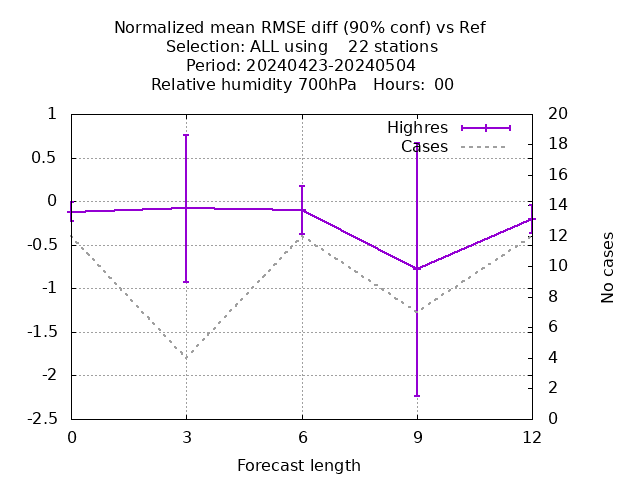 Normalized mean RMSE diff (90% conf) vs Ref
Selection: ALL using    22 stations
Period: 20240423-20240504
Relative humidity 700hPa   Hours:  00
Highres
Cases
1
0.5
0
-0.5
-1
-1.5
-2
-2.5
20
18
16
14
12
10
8
6
4
2
0
No cases
0 3 6 9 12
Forecast length